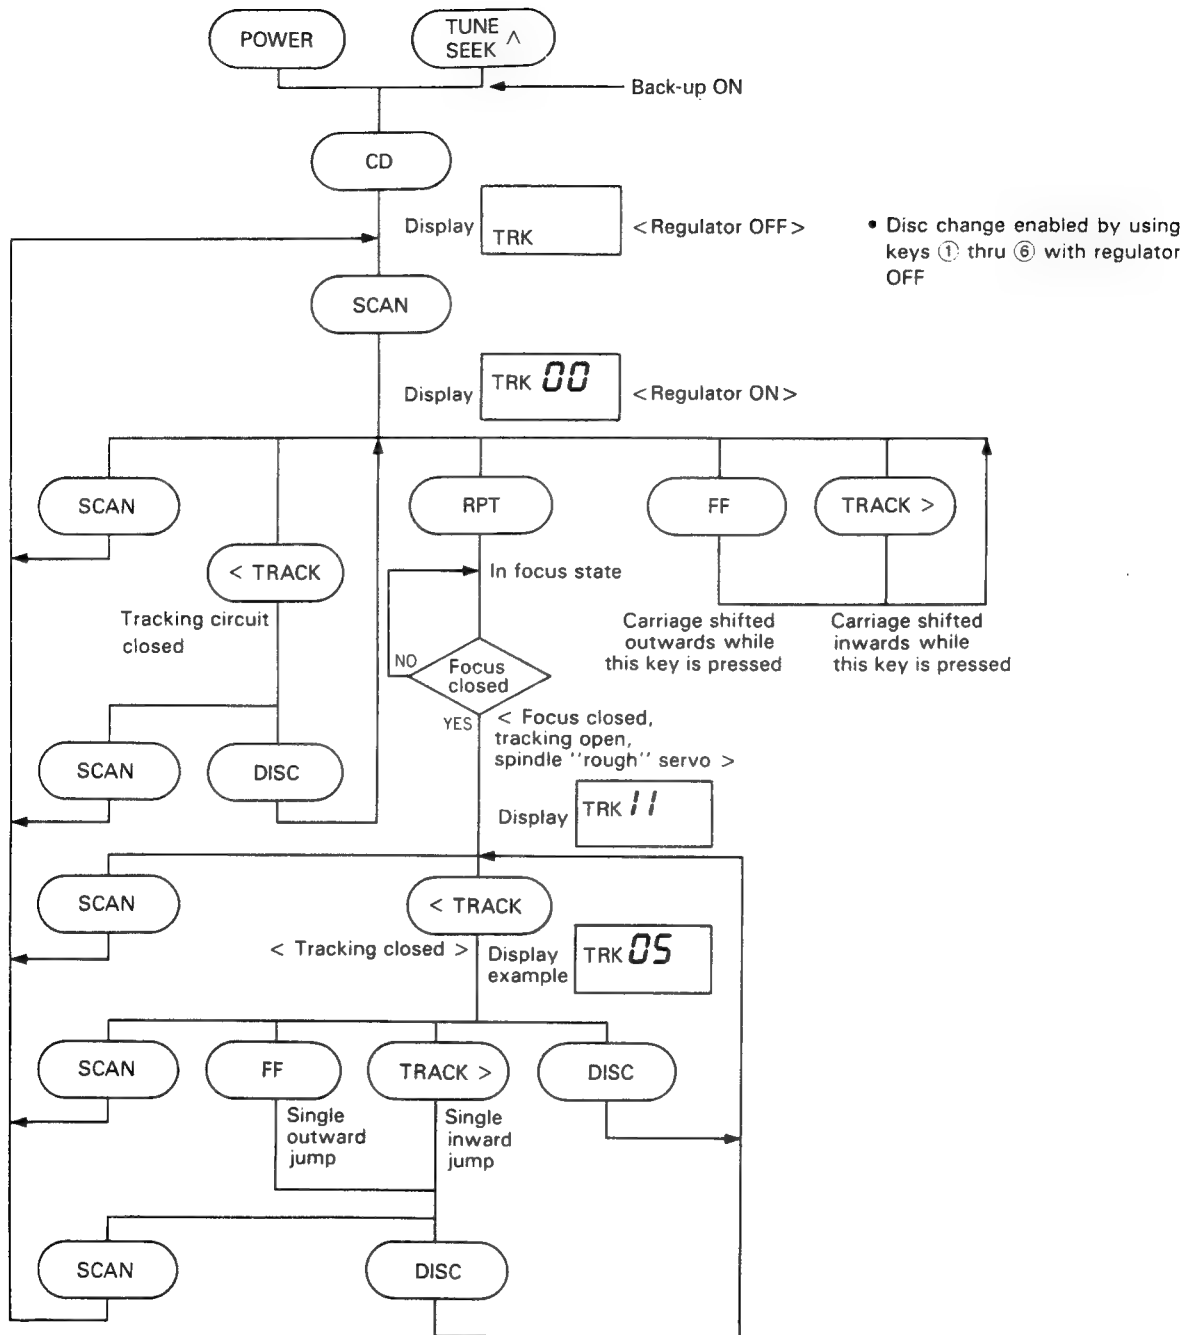 POWER
TUNE
SEEK ^
Back-up ON
CD
Display
TRK
< Regulator OFF >
• Disc change enabled by using
keys ① thru ⑥ with regulator
OFF
SCAN
Display
TRK 00
< Regulator ON >
SCAN
< TRACK
RPT
FF
TRACK >
In focus state
Tracking circuit
closed
Carriage shifted
outwards while
this key is pressed
Carriage shifted
inwards while
this key is pressed
NO
Focus
closed
YES
< Focus closed,
tracking open,
spindle "rough" servo >
SCAN
DISC
Display
TRK 11
SCAN
< TRACK
< Tracking closed >
Display
example
TRK 05
SCAN
FF
TRACK >
DISC
Single
outward
jump
Single
inward
jump
SCAN
DISC